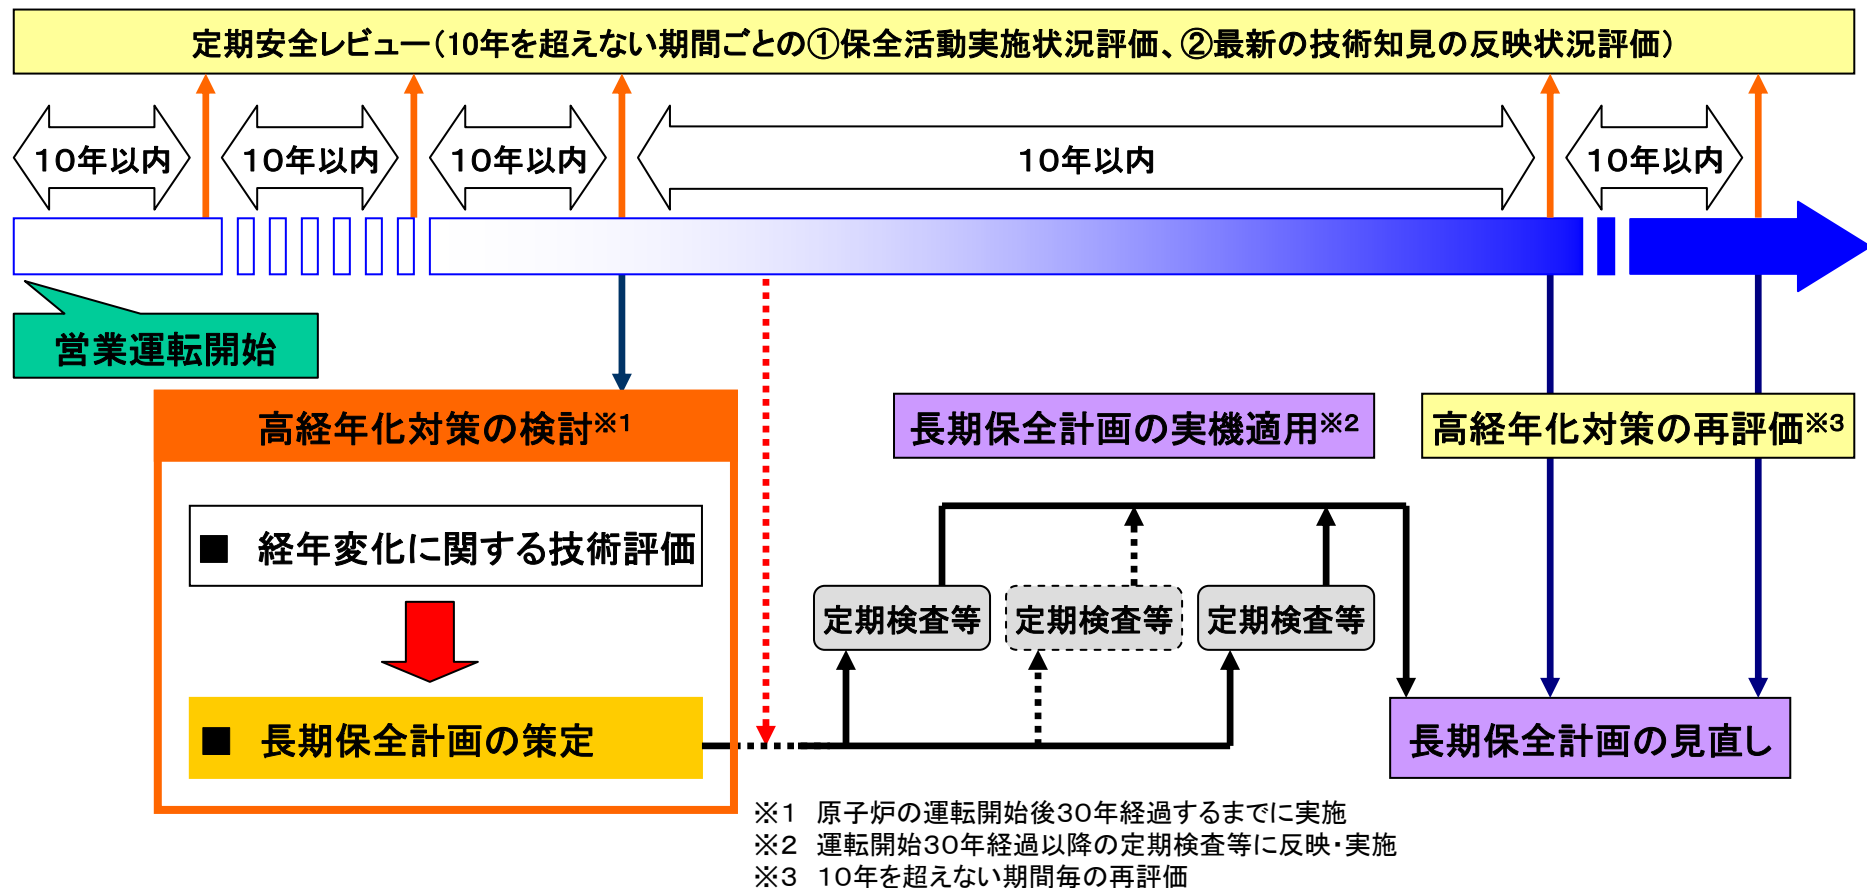 定期安全レビュー(10年を超えない期間ごとの①保全活動実施状況評価、②最新の技術知見の反映状況評価)
10年以内
10年以内
10年以内
10年以内
10年以内
営業運転開始
高経年化対策の検討※1
長期保全計画の実機適用※2
高経年化対策の再評価※3
■ 経年変化に関する技術評価
定期検査等
定期検査等
定期検査等
■ 長期保全計画の策定
長期保全計画の見直し
※1 原子炉の運転開始後30年経過するまでに実施
※2 運転開始30年経過以降の定期検査等に反映・実施
※3 10年を超えない期間毎の再評価